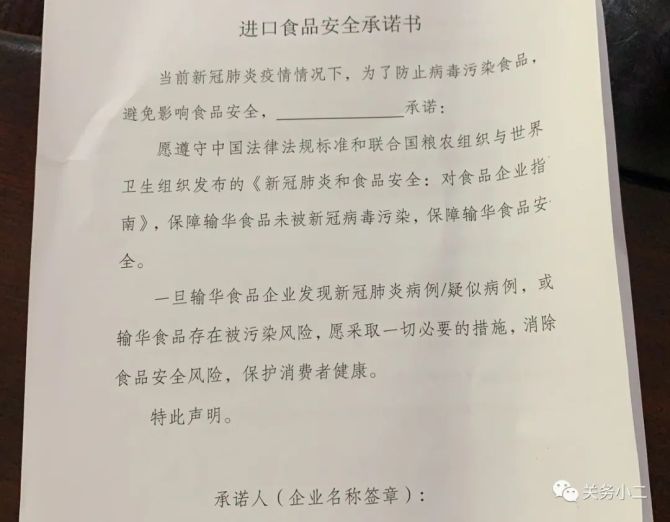 进口食品安全承诺书
当前新冠肺炎疫情情况下，为了防止病毒污染食品，
避免影响食品安全，____________承诺：
愿遵守中国法律法规标准和联合国粮农组织与世界
卫生组织发布的《新冠肺炎和食品安全：对食品企业指
南》，保障输华食品未被新冠病毒污染，保障输华食品安
全。
一旦输华食品企业发现新冠肺炎病例/疑似病例，或
输华食品存在被污染风险，愿采取一切必要的措施，消除
食品安全风险，保护消费者健康。
特此声明。
承诺人（企业名称签章）：
关务小二